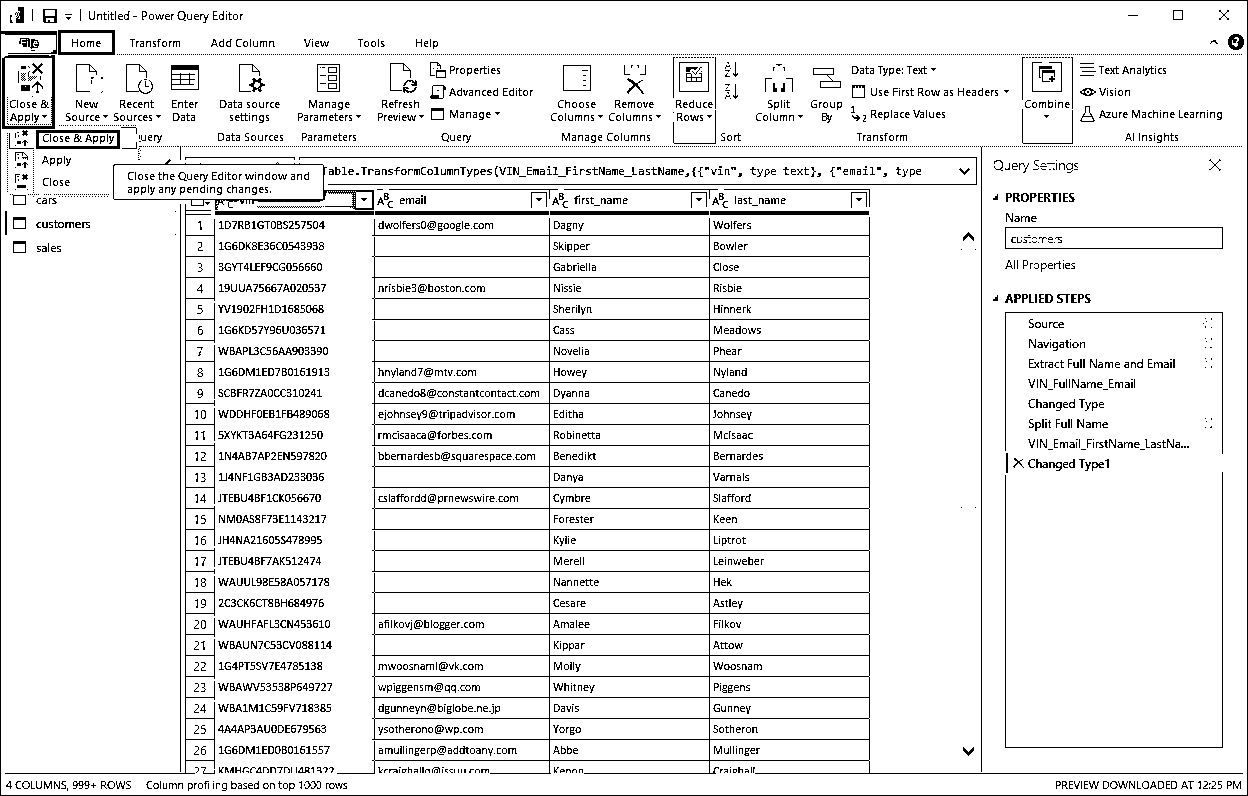 Untitled - Power Query Editor
File Home Transform Add Column View Tools Help
Close & Apply
New Source
Recent Sources
Enter Data
Data source settings
Manage Parameters
Refresh Preview
Properties
Advanced Editor
Manage
Choose Columns
Remove Columns
Reduce Rows
Split Column
Group By
Data Type: Text
Use First Row as Headers
Replace Values
Combine
Text Analytics
Vision
Azure Machine Learning
Data Sources Parameters Query Manage Columns Sort Transform AI Insights
Close & Apply
Apply
Close
Close the Query Editor window and
apply any pending changes.
cars
customers
sales
Table.TransformColumnTypes(VIN_Email_FirstName_LastName,{{"vin", type text}, {"email", type
email first_name last_name
1 1D7RB1GT0BS257504 dwolfers0@google.com Dagny Wolfers
2 1G6DK8E36C0543938 Skipper Bowler
3 3GYT4LEF9CG056660 Gabriella Close
4 19UUA75667A020537 nrisbie3@boston.com Nissie Risbie
5 YV1902FH1D1685068 Sherilyn Hinnerk
6 1G6KD57Y96U036571 Cass Meadows
7 WBAPL3C56AA903390 Novelia Phear
8 1G6DM1ED7B0161913 hnyland7@mtv.com Howey Nyland
9 SCBFR7ZA0CC310241 dcanedo8@constantcontact.com Dyanna Canedo
10 WDDHF0EB1FB489068 ejohnsey9@tripadvisor.com Editha Johnsey
11 5XYKT3A64FG231250 rmcisaaca@forbes.com Robinetta Mcisaac
12 1N4AB7AP2EN597820 bbernardesb@squarespace.com Benedikt Bernardes
13 1J4NF1GB3AD233036 Danya Varnals
14 JTEBU4BF1CK056670 cslaffordd@prnewswire.com Cymbre Slafford
15 NM0AS8F73E1143217 Forester Keen
16 JH4NA21605S478995 Kylie Liptrot
17 JTEBU4BF7AK512474 Merell Leinweber
18 WAUUL98E58A057178 Nannette Hek
19 2C3CK6CT8BH684976 Cesare Astley
20 WAUHFAFL3CN453610 afilkovj@blogger.com Amalee Filkov
21 WBAUN7C53CV088114 Kippar Attow
22 1G4PT5SV7E4785138 mwoosnaml@vk.com Molly Woosnam
23 WBAWV53538P649727 wpiggensm@qq.com Whitney Piggens
24 WBA1M1C59FV718385 dgunneyn@biglobe.ne.jp Davis Gunney
25 4A4AP3AU0DE679563 ysotherono@wp.com Yorgo Sotheron
26 1G6DM1ED0B0161557 amullingerp@addtoany.com Abbe Mullinger
27
Query Settings
PROPERTIES
Name
customers
All Properties
APPLIED STEPS
Source
Navigation
Extract Full Name and Email
VIN_FullName_Email
Changed Type
Split Full Name
VIN_Email_FirstName_LastNa...
Changed Type1
4 COLUMNS, 999+ ROWS Column profiling based on top 1000 rows
PREVIEW DOWNLOADED AT 12:25 PM